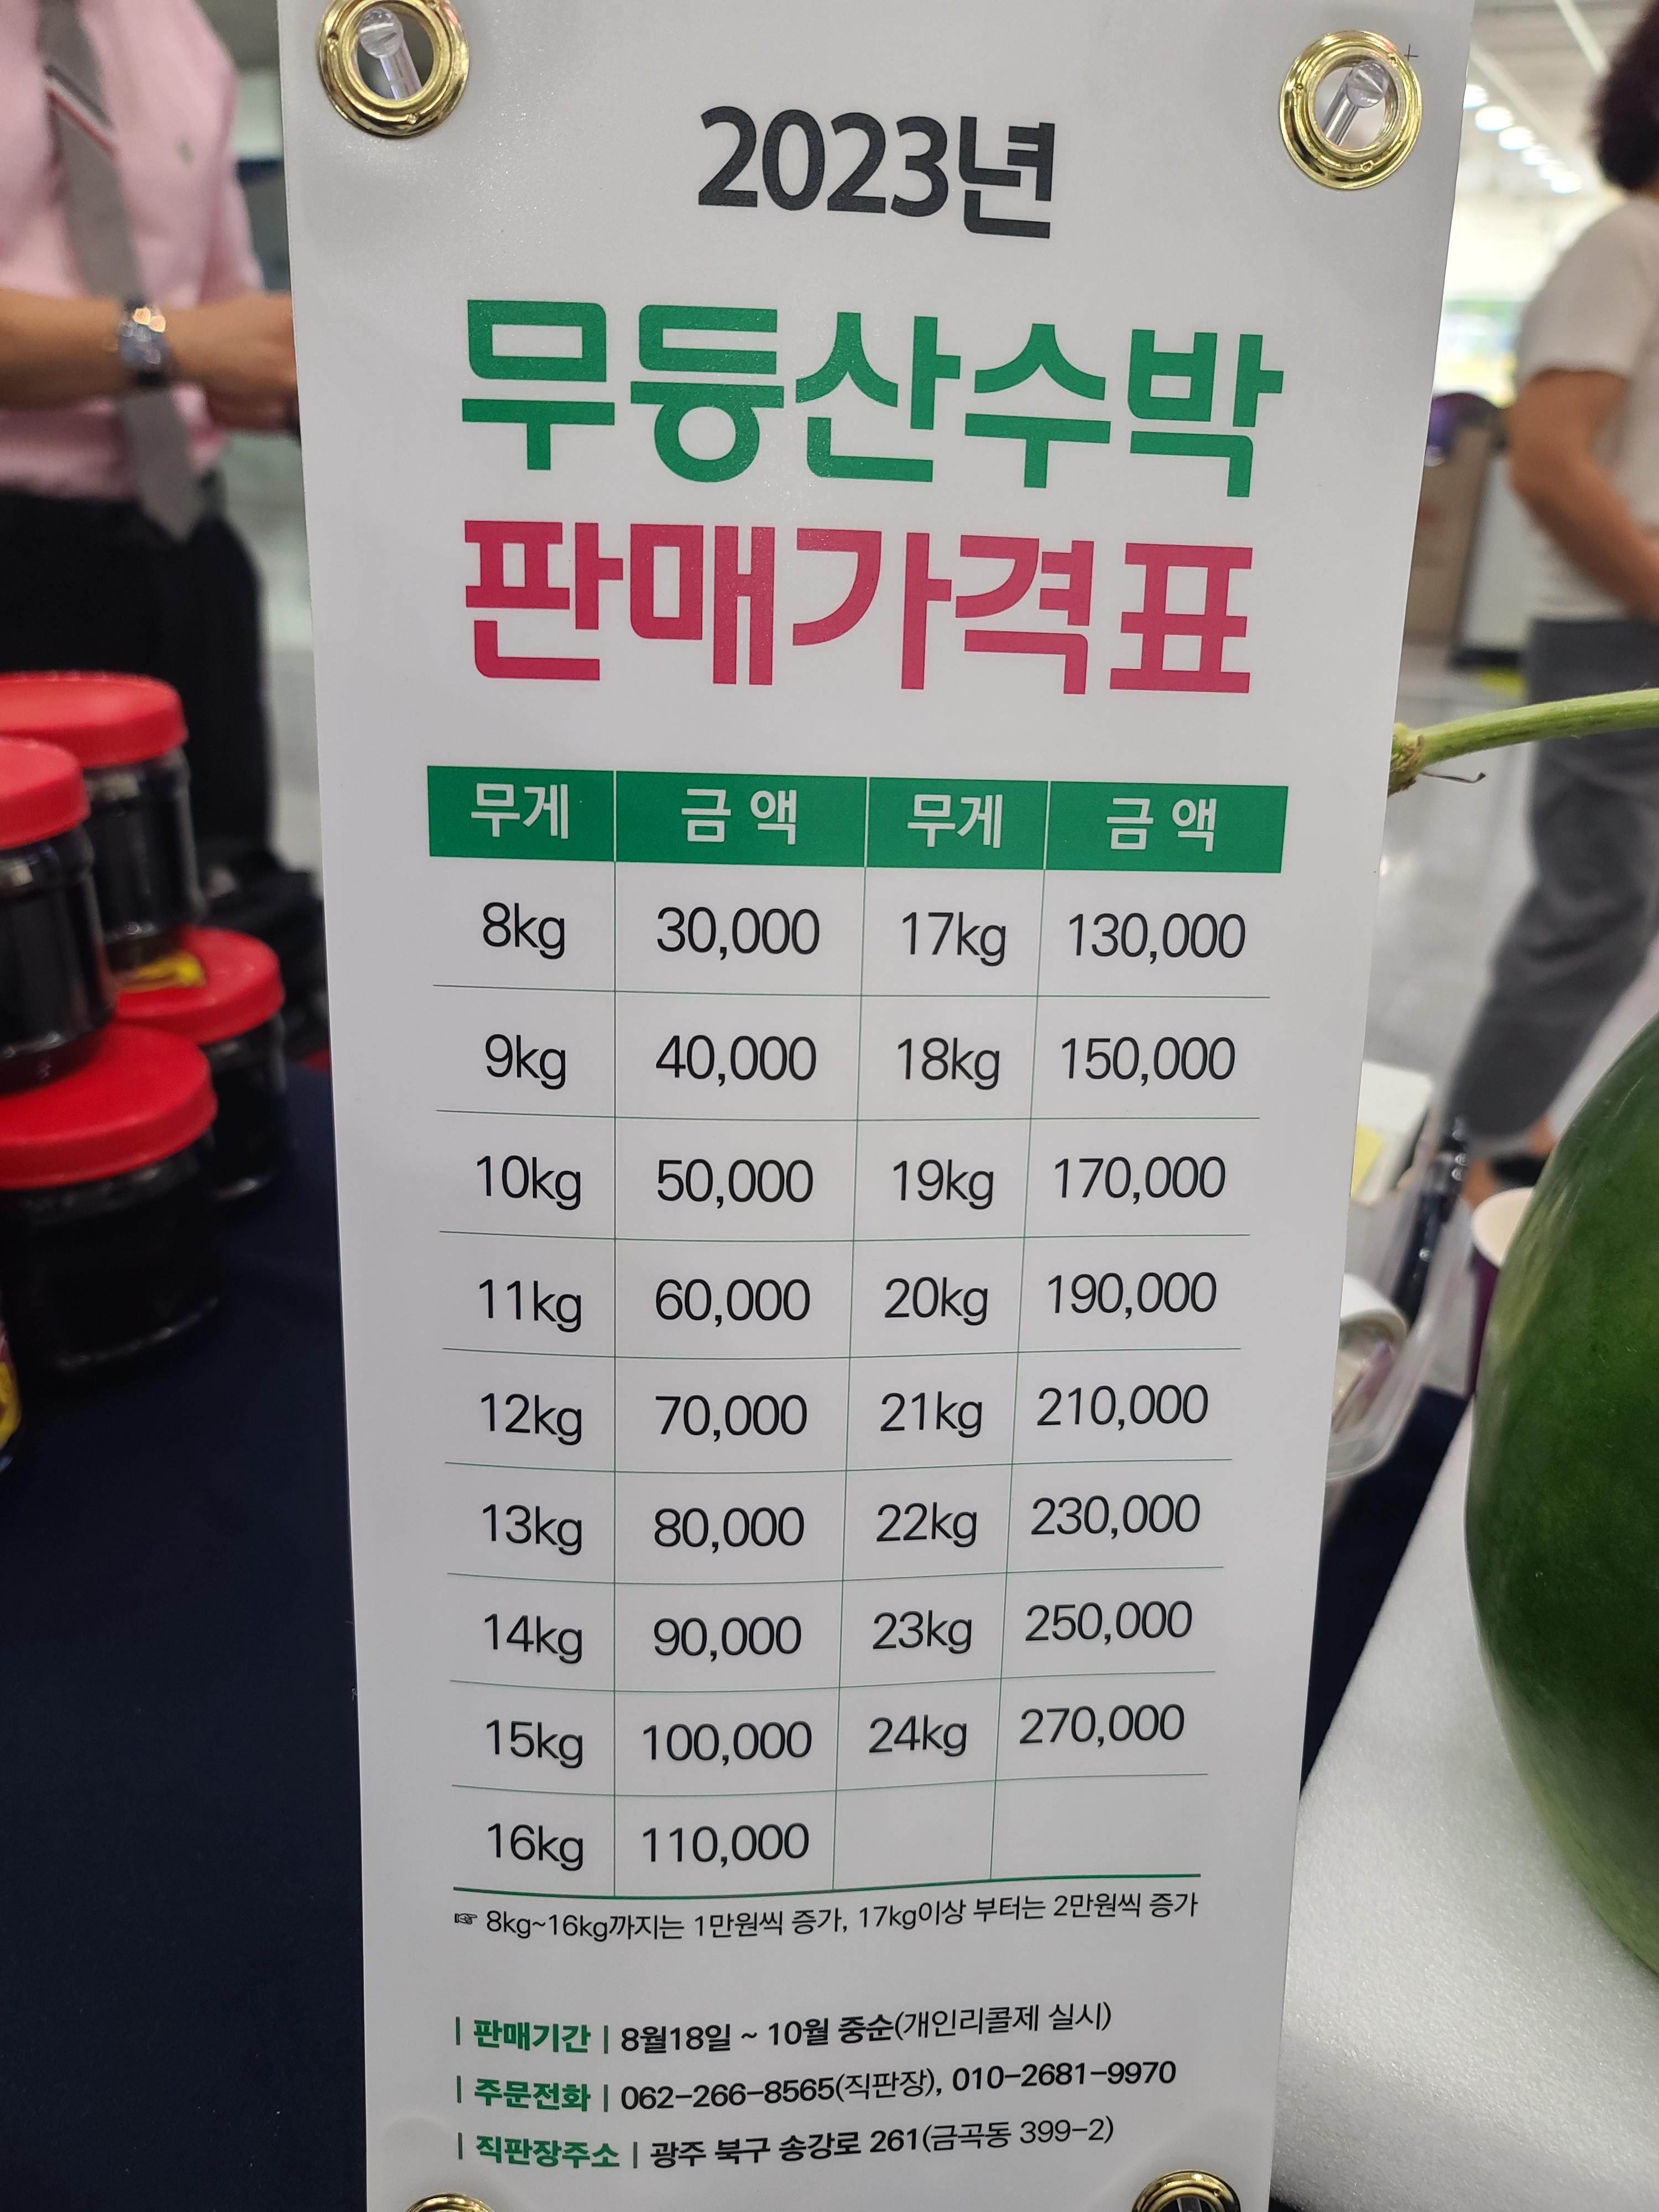 2023년
무등산수박
판매가격표
무게 금 액 무게 금 액
8kg 30,000 17kg 130,000
9kg 40,000 18kg 150,000
10kg 50,000 19kg 170,000
11kg 60,000 20kg 190,000
12kg 70,000 21kg 210,000
13kg 80,000 22kg 230,000
14kg 90,000 23kg 250,000
15kg 100,000 24kg 270,000
16kg 110,000
☞ 8kg~16kg까지는 1만원씩 증가, 17kg이상 부터는 2만원씩 증가
| 판매기간 | 8월18일 ~ 10월 중순(개인리콜제 실시)
| 주문전화 | 062-266-8565(직판장), 010-2681-9970
| 직판장주소 | 광주 북구 송강로 261(금곡동 399-2)